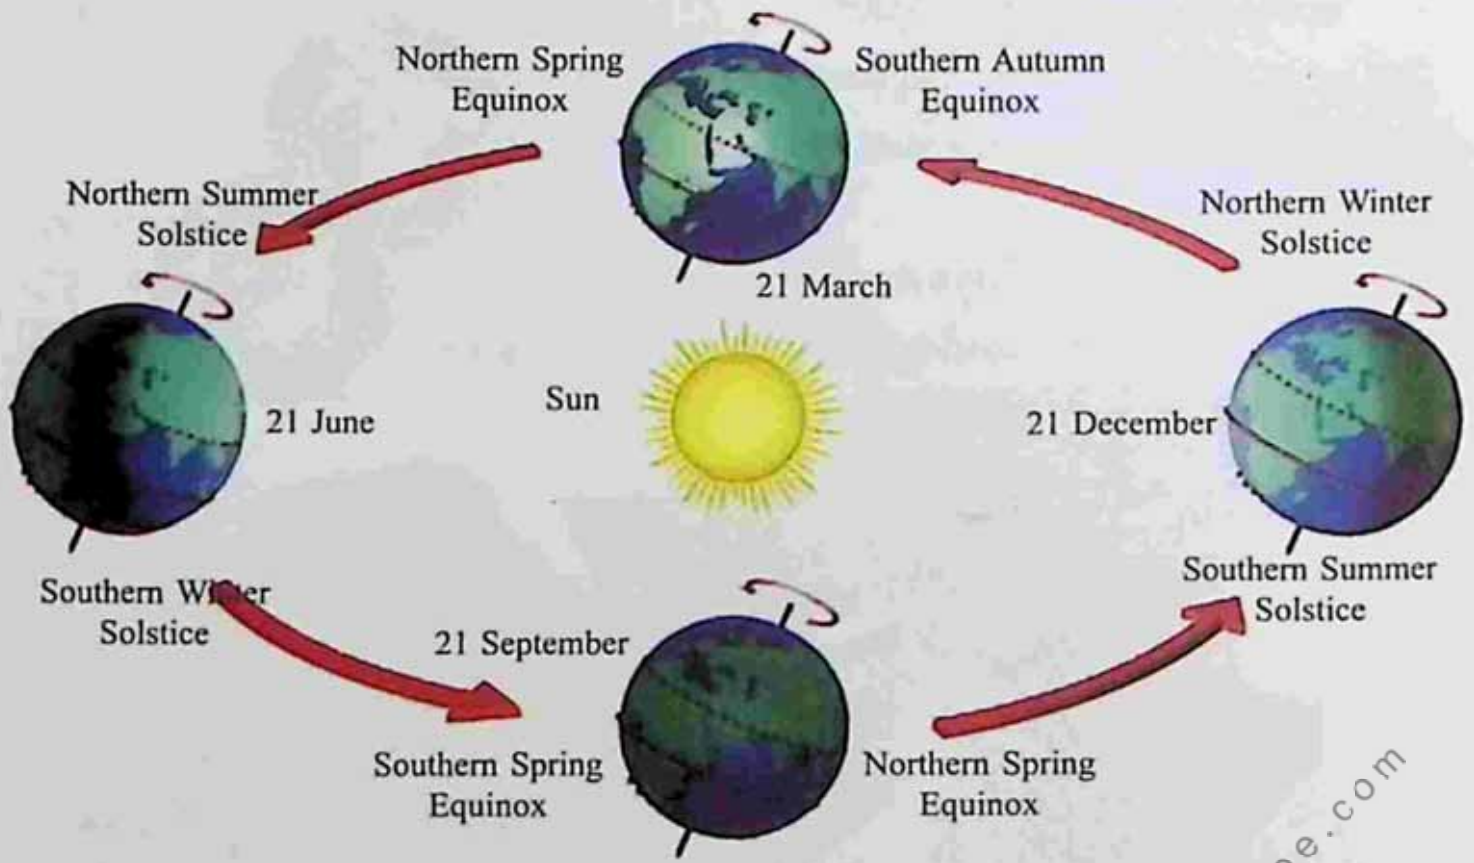 Northern Spring
Equinox
Southern Autumn
Equinox
Northern Summer
Solstice
Northern Winter
Solstice
21 March
Sun
21 June
21 December
Southern
Solstice
Southern Summer
Solstice
21 September
Southern Spring
Equinox
Northern Spring
Equinox
.com